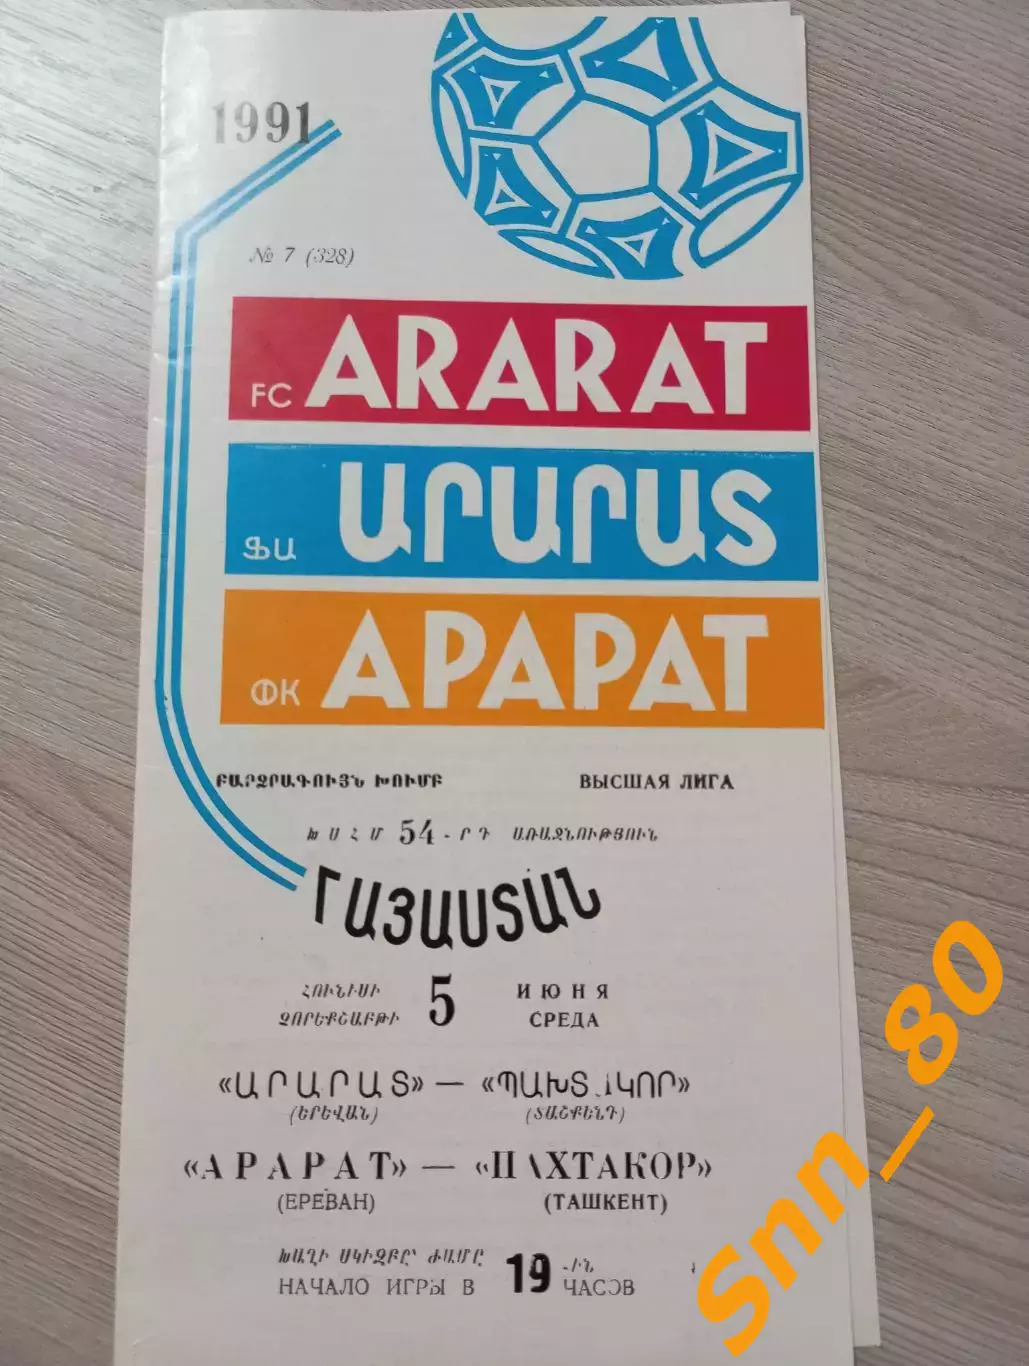 1991
№ 7 (328)
FC ARARAT
ՖԱ ԱՐԱՐԱՏ
ФК АРАРАТ
ԲԱՐՁՐԱԳՈՒՅՆ ԽՈՒՄԲ ВЫСШАЯ ЛИГА
ԽՍՀՄ 54-ՐԴ ԱՌԱՋՆՈՒԹՅՈՒՆ
ՀԱՅԱՍՏԱՆ
ՀՈՒՆԻՍԻ 5 ИЮНЯ
ՉՈՐԵՔՇԱԲԹԻ СРЕДА
«ԱՐԱՐԱՏ» — «ՊԱԽՏԱԿՈՐ»
(ԵՐԵՎԱՆ) (ՏԱՇՔԵՆԴ)
«АРАРАТ» — «ПАХТАКОР»
(ЕРЕВАН) (ТАШКЕНТ)
ԽԱՂԻ ՍԿԻԶԲԸ՝ ԺԱՄԸ 19-ԻՆ
НАЧАЛО ИГРЫ В 19 ЧАСОВ
Snn_80